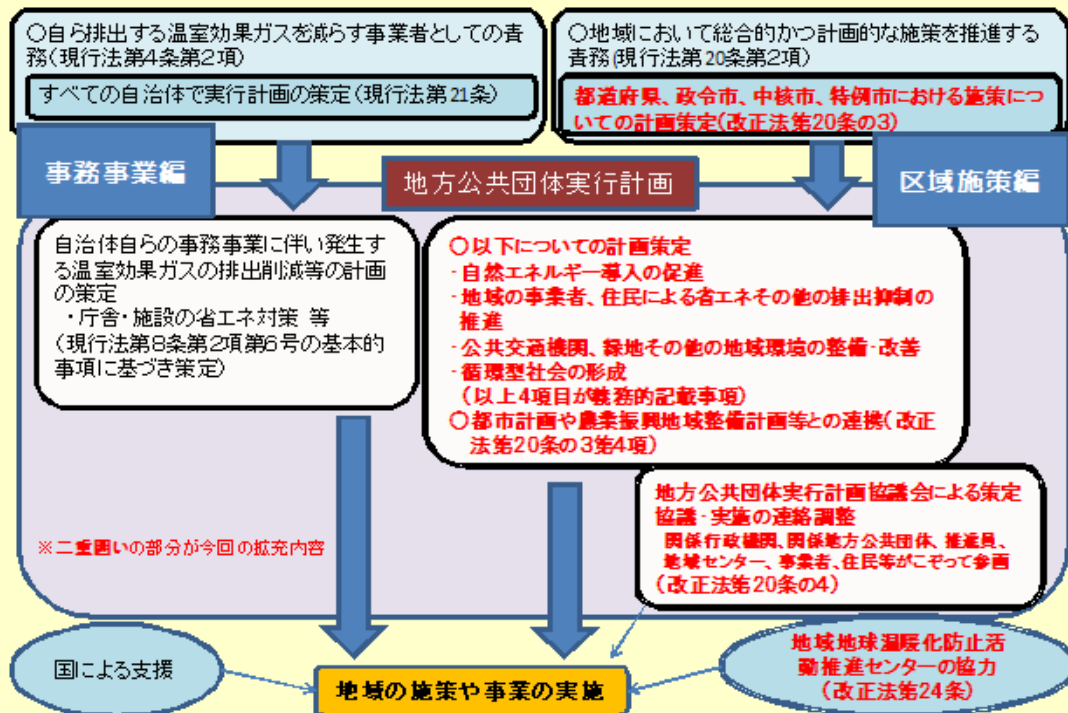 ○自ら排出する温室効果ガスを減らす事業者としての責
務(現行法第4条第2項)
すべての自治体で実行計画の策定(現行法第21条)
○地域において総合的かつ計画的な施策を推進する
責務(現行法第20条第2項)
都道府県、政令市、中核市、特例市における施策につ
いての計画策定(改正法第20条の3)
事務事業編
地方公共団体実行計画
区域施策編
自治体自らの事務事業に伴い発生す
る温室効果ガスの排出削減等の計画
の策定
・庁舎・施設の省エネ対策 等
(現行法第8条第2項第6号の基本的
事項に基づき策定)
○以下についての計画策定
・自然エネルギー導入の促進
・地域の事業者、住民による省エネその他の排出抑制の
推進
・公共交通機関、緑地その他の地域環境の整備・改善
・循環型社会の形成
(以上4項目が義務的記載事項)
○都市計画や農業振興地域整備計画等との連携(改正
法第20条の3第4項)
地方公共団体実行計画協議会による策定
協議・実施の連絡調整
関係行政機関、関係地方公共団体、推進員、
地域センター、事業者、住民等がこぞって参画
(改正法第20条の4)
※二重囲いの部分が今回の拡充内容
国による支援
地域の施策や事業の実施
地域地球温暖化防止活
動推進センターの協力
(改正法第24条)